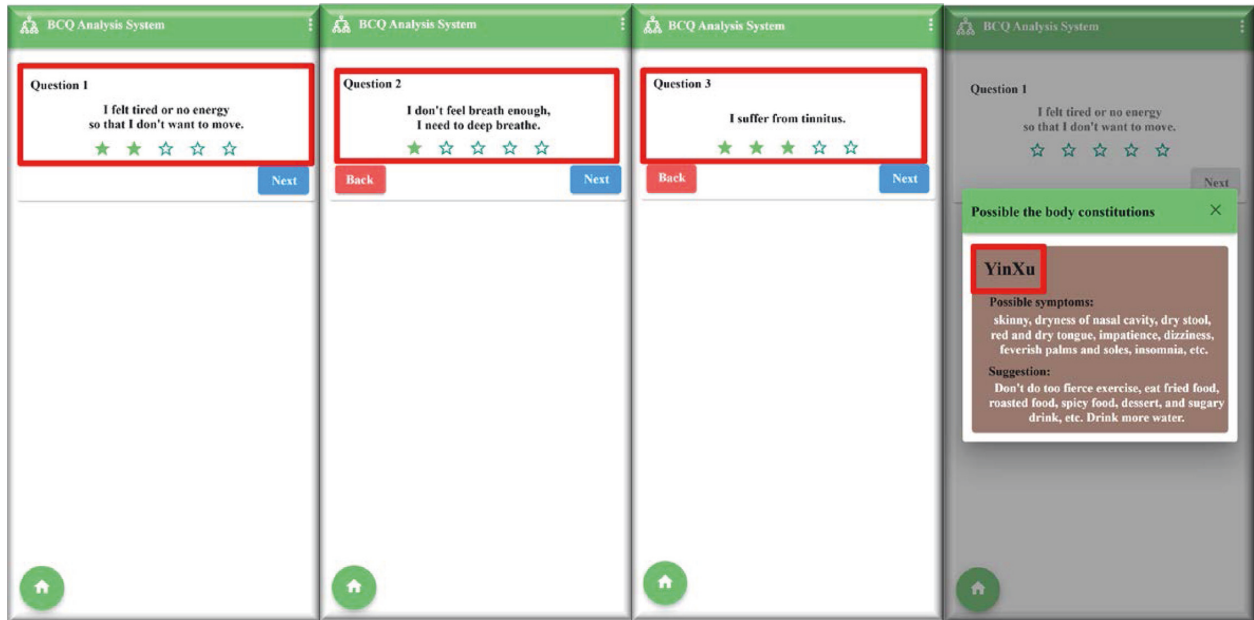 BCQ Analysis System
Question 1
I felt tired or no energy
so that I don't want to move.
Next
BCQ Analysis System
Question 2
I don't feel breath enough,
I need to deep breathe.
Back
Next
BCQ Analysis System
Question 3
I suffer from tinnitus.
Back
Next
BCQ Analysis System
Question 1
I felt tired or no energy
so that I don't want to move.
Next
Possible the body constitutions
YinXu
Possible symptoms:
skinny, dryness of nasal cavity, dry stool,
red and dry tongue, impatience, dizziness,
feverish palms and soles, insomnia, etc.
Suggestion:
Don't do too fierce exercise, eat fried food,
roasted food, spicy food, dessert, and sugary
drink, etc. Drink more water.